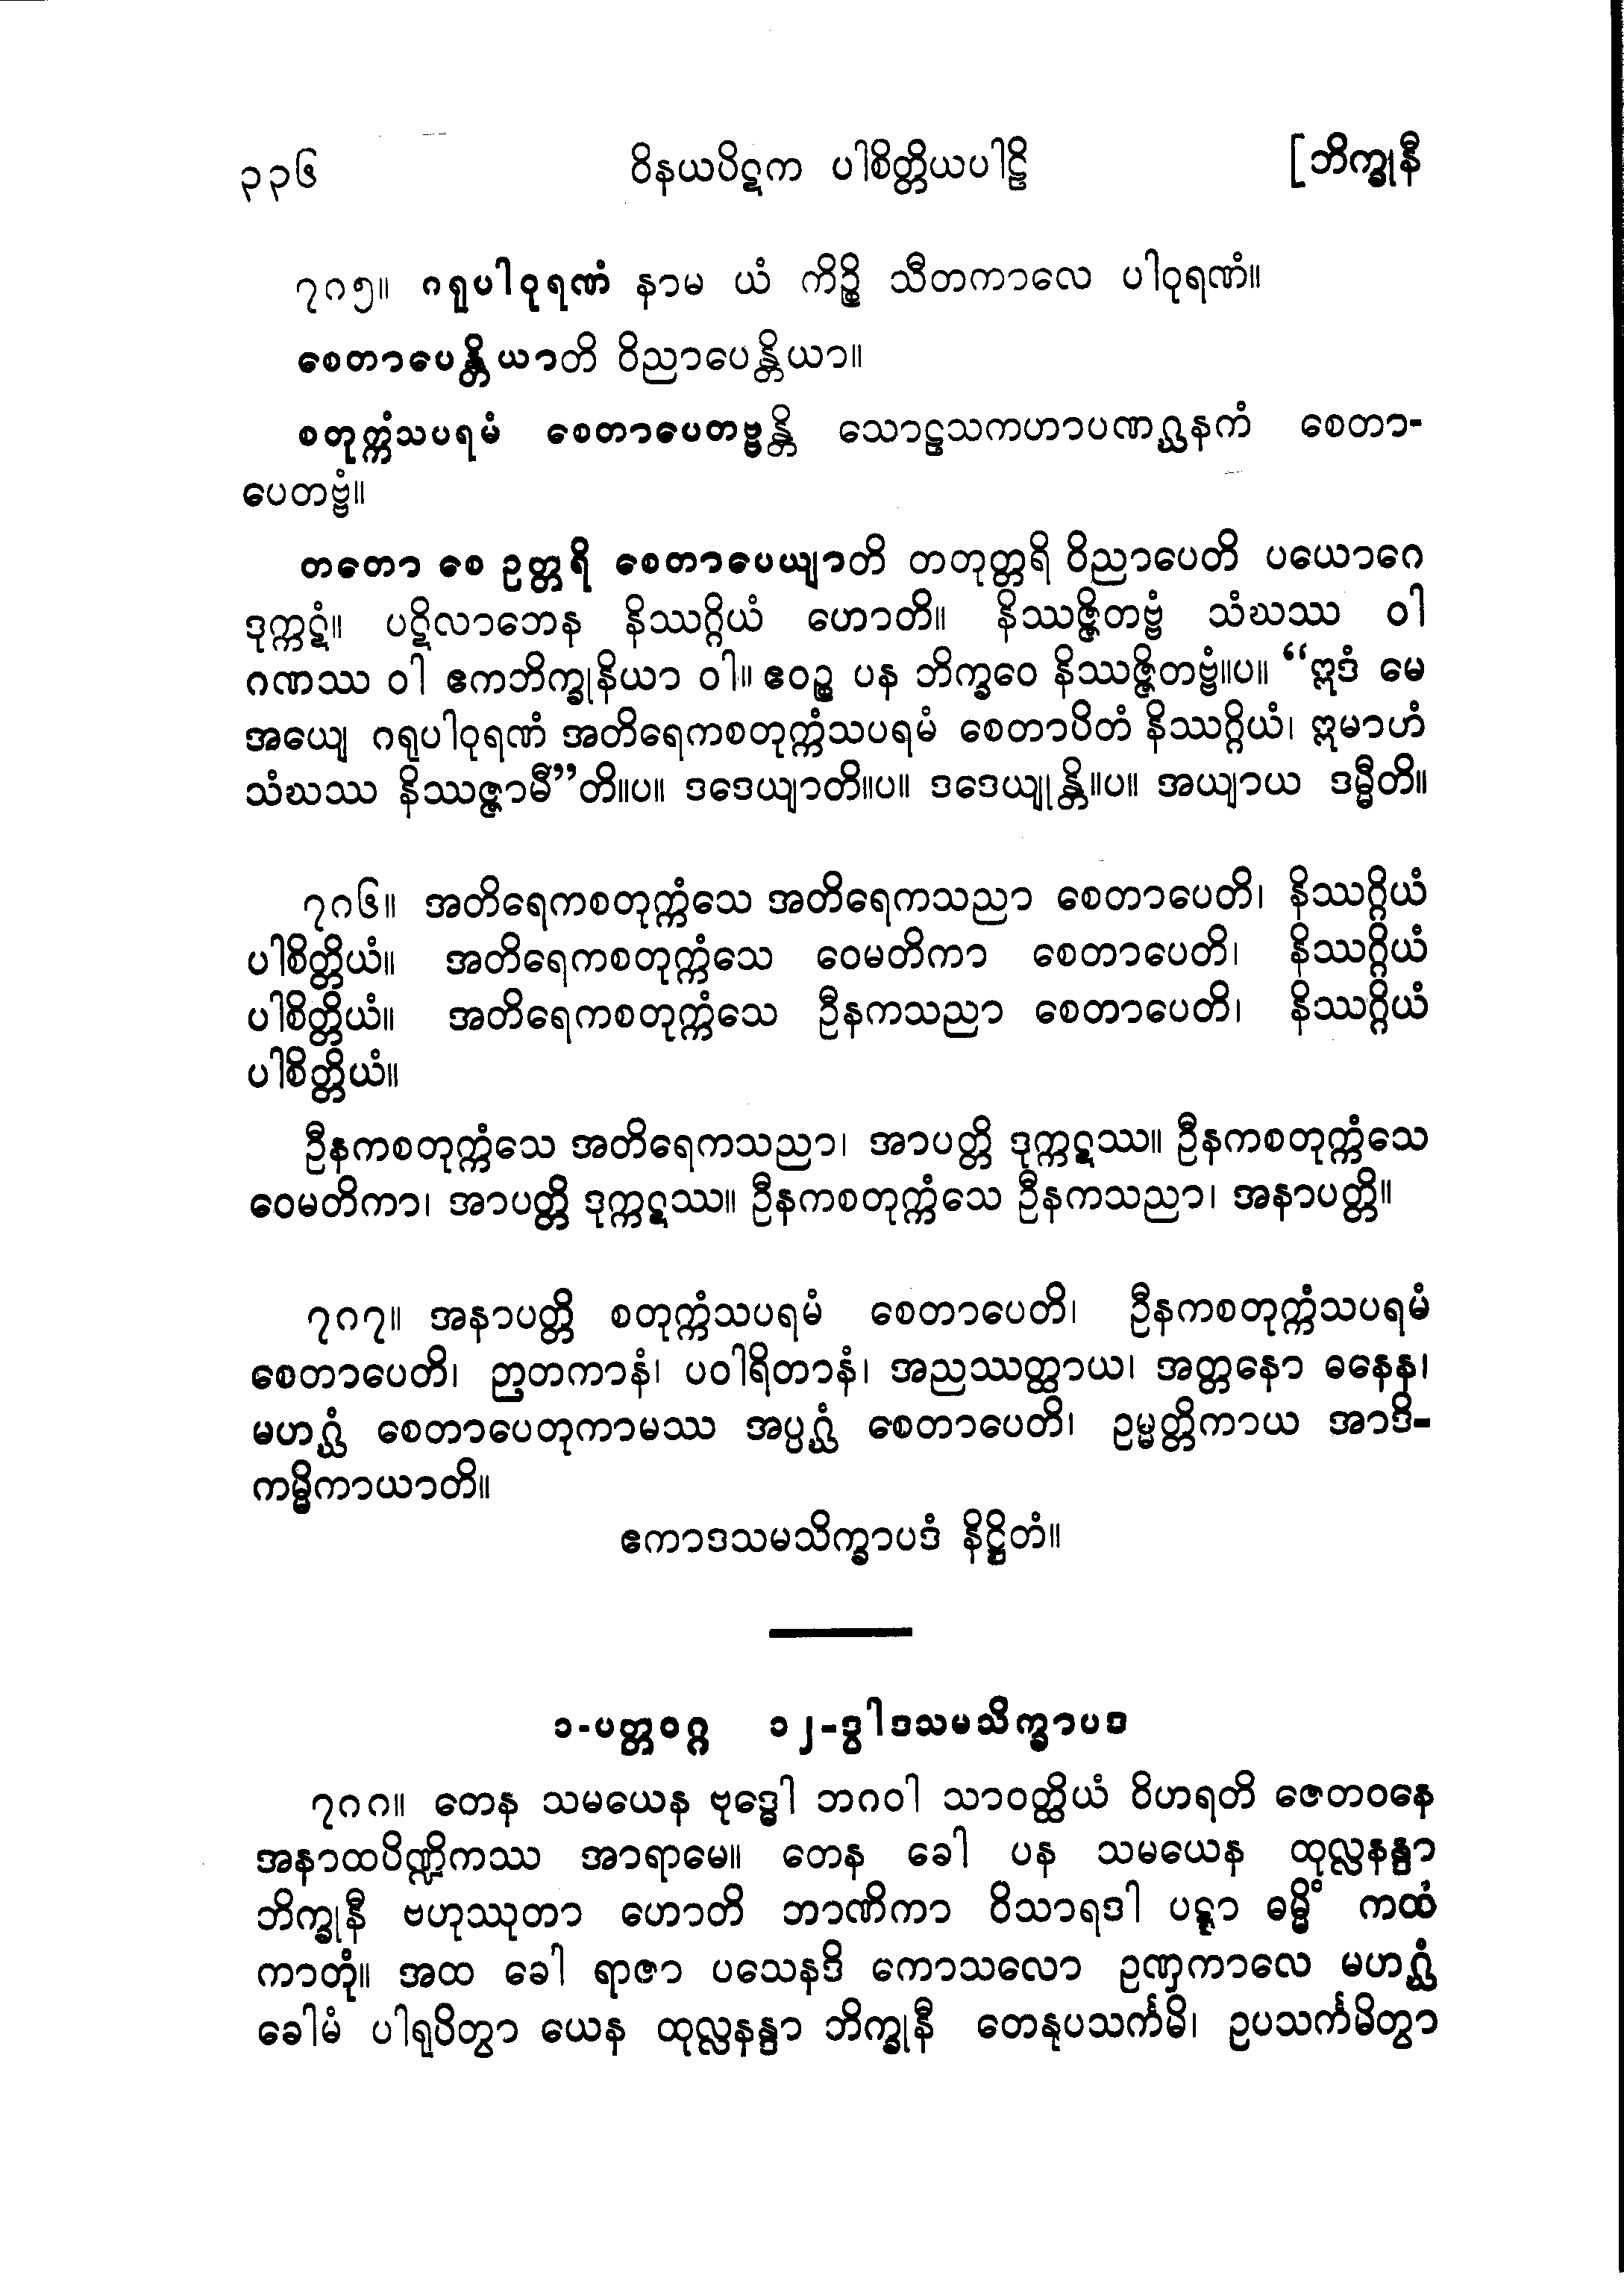 ၃၃၆ ဝိနယပိဋက ပါစိတ္တိယပါဠိ [ဘိက္ခုနီ
၇၈၅။ ဂရုပါဝုရဏံ နာမ ယံ ကိဉ္စိ သီတကာလေ ပါဝုရဏံ။
စေတာပေန္တိယာတိ ဝိညာပေန္တိယာ။
စတုက္ကံသပရမံ စေတာပေတဗ္ဗန္တိ သောဠသကဟာပဏဂ္ဃနကံ စေတာ-
ပေတဗ္ဗံ။
တတော စေ ဥတ္တရိ စေတာပေယျာတိ တတုတ္တရိ ဝိညာပေတိ ပယောဂေ
ဒုက္ကဋံ။ ပဋိလာဘေန နိဿဂ္ဂိယံ ဟောတိ။ နိဿဇ္ဇိတဗ္ဗံ သံဃဿ ဝါ
ဂဏဿ ဝါ ဧကဘိက္ခုနိယာ ဝါ။ ဧဝဉ္စ ပန ဘိက္ခဝေ နိဿဇ္ဇိတဗ္ဗံ။ပ။ “ဣဒံ မေ
အယျေ ဂရုပါဝုရဏံ အတိရေကစတုက္ကံသပရမံ စေတာပိတံ နိဿဂ္ဂိယံ၊ ဣမာဟံ
သံဃဿ နိဿဇ္ဇာမီ”တိ။ပ။ ဒဒေယျာတိ။ပ။ ဒဒေယျုန္တိ။ပ။ အယျာယ ဒမ္မီတိ။
၇၈၆။ အတိရေကစတုက္ကံသေ အတိရေကသညာ စေတာပေတိ၊ နိဿဂ္ဂိယံ
ပါစိတ္တိယံ။ အတိရေကစတုက္ကံသေ ဝေမတိကာ စေတာပေတိ၊ နိဿဂ္ဂိယံ
ပါစိတ္တိယံ။ အတိရေကစတုက္ကံသေ ဦနကသညာ စေတာပေတိ၊ နိဿဂ္ဂိယံ
ပါစိတ္တိယံ။
ဦနကစတုက္ကံသေ အတိရေကသညာ၊ အာပတ္တိ ဒုက္ကဋဿ။ ဦနကစတုက္ကံသေ
ဝေမတိကာ၊ အာပတ္တိ ဒုက္ကဋဿ။ ဦနကစတုက္ကံသေ ဦနကသညာ၊ အနာပတ္တိ။
၇၈၇။ အနာပတ္တိ စတုက္ကံသပရမံ စေတာပေတိ၊ ဦနကစတုက္ကံသပရမံ
စေတာပေတိ၊ ဉာတကာနံ၊ ပဝါရိတာနံ၊ အညဿတ္ထာယ၊ အတ္တနော ဓနေန၊
မဟဂ္ဃံ စေတာပေတုကာမဿ အပ္ပဂ္ဃံ စေတာပေတိ၊ ဥမ္မတ္တိကာယ အာဒိ-
ကမ္မိကာယာတိ။
ဧကာဒသမသိက္ခာပဒံ နိဋ္ဌိတံ။
၁-ပတ္တဝဂ္ဂ ၁၂-ဒွါဒသမသိက္ခာပဒ
၇၈၈။ တေန သမယေန ဗုဒ္ဓေါ ဘဂဝါ သာဝတ္ထိယံ ဝိဟရတိ ဇေတဝနေ
အနာထပိဏ္ဍိကဿ အာရာမေ။ တေန ခေါ ပန သမယေန ထုလ္လနန္ဒာ
ဘိက္ခုနီ ဗဟုဿုတာ ဟောတိ ဘာဏိကာ ဝိသာရဒါ ပဋ္ဋာ ဓမ္မိံ ကထံ
ကာတုံ။ အထ ခေါ ရာဇာ ပသေနဒိ ကောသလော ဥဏှကာလေ မဟဂ္ဃံ
ခေါမံ ပါရုပိတွာ ယေန ထုလ္လနန္ဒာ ဘိက္ခုနီ တေနုပသင်္ကမိ၊ ဥပသင်္ကမိတွာ